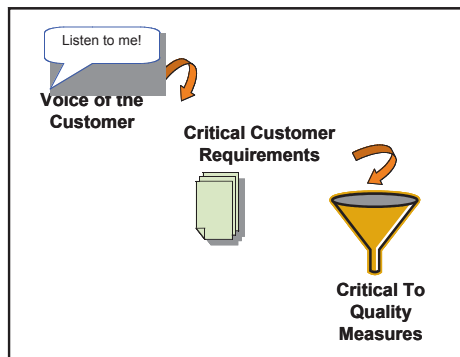 Listen to me!
Voice of the
Customer
Critical Customer
Requirements
Critical To
Quality
Measures